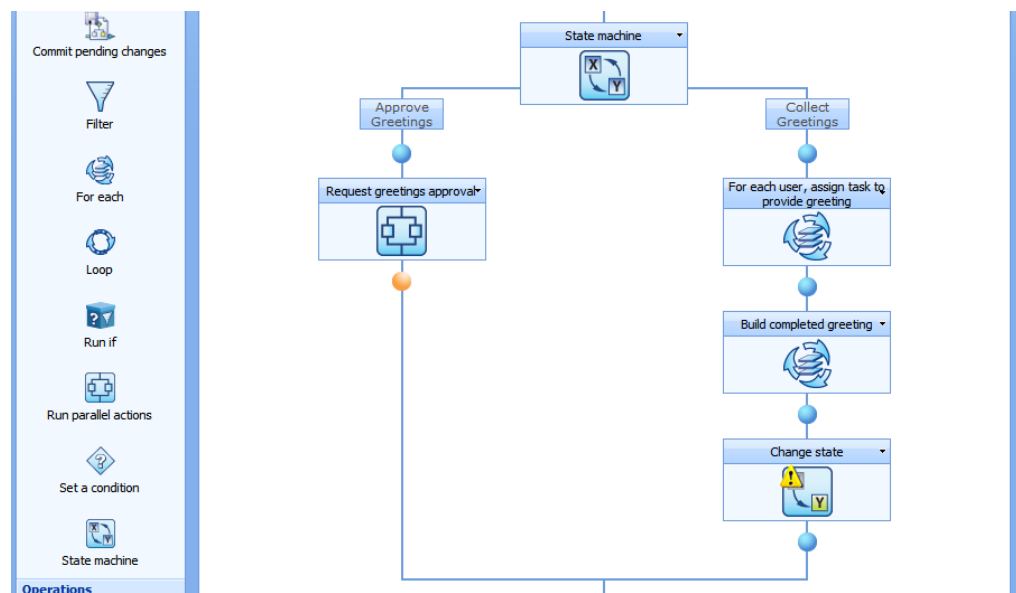 Commit pending changes
Filter
For each
Loop
Run if
Run parallel actions
Set a condition
State machine
Operations
State machine
X
Y
Approve
Greetings
Collect
Greetings
Request greetings approval
For each user, assign task to
provide greeting
Build completed greeting
Change state
Y